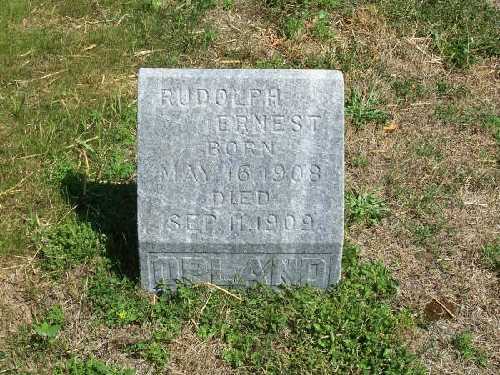 RUDOLPH
ERNEST
BORN
MAY 16 1908
DIED
SEP 11, 1909.